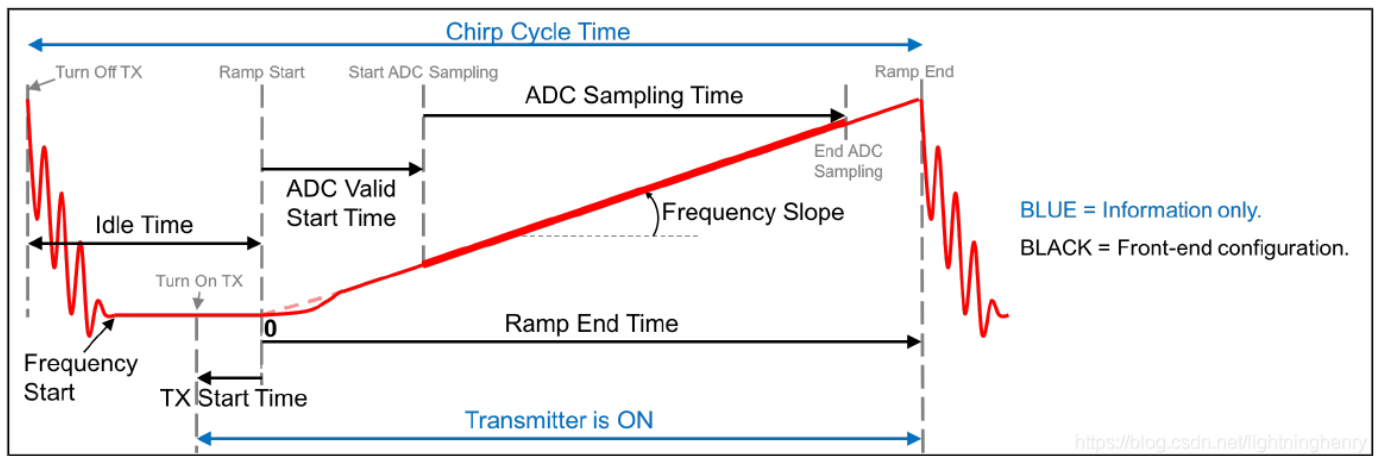 Chirp Cycle Time
Turn Off TX
Ramp Start
Start ADC Sampling
Ramp End
ADC Sampling Time
End ADC
Sampling
ADC Valid
Start Time
Frequency Slope
Idle Time
BLUE = Information only.
BLACK = Front-end configuration.
Turn On TX
0
Ramp End Time
Frequency
Start
TX Start Time
Transmitter is ON
https://blog.csdn.net/lightninghenry